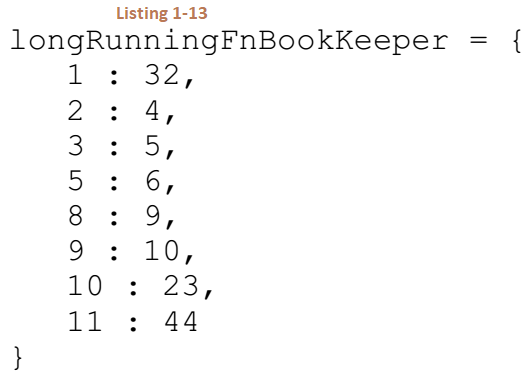 Listing 1-13
longRunningFnBookKeeper = {
1 : 32,
2 : 4,
3 : 5,
5 : 6,
8 : 9,
9 : 10,
10 : 23,
11 : 44
}